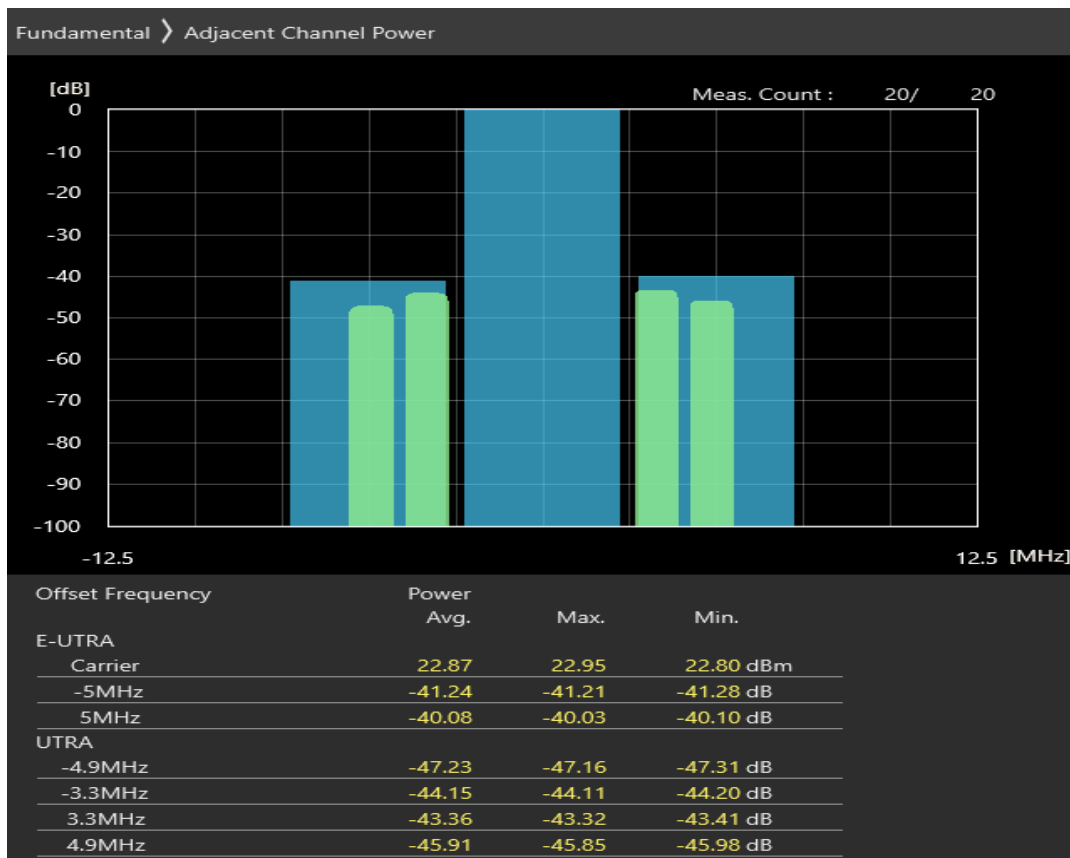 Fundamental 〉 Adjacent Channel Power
[dB]
Meas. Count : 20/ 20
0
-10
-20
-30
-40
-50
-60
-70
-80
-90
-100
-12.5 12.5 [MHz]
Offset Frequency Power
Avg. Max. Min.
E-UTRA
Carrier 22.87 22.95 22.80 dBm
-5MHz -41.24 -41.21 -41.28 dB
5MHz -40.08 -40.03 -40.10 dB
UTRA
-4.9MHz -47.23 -47.16 -47.31 dB
-3.3MHz -44.15 -44.11 -44.20 dB
3.3MHz -43.36 -43.32 -43.41 dB
4.9MHz -45.91 -45.85 -45.98 dB